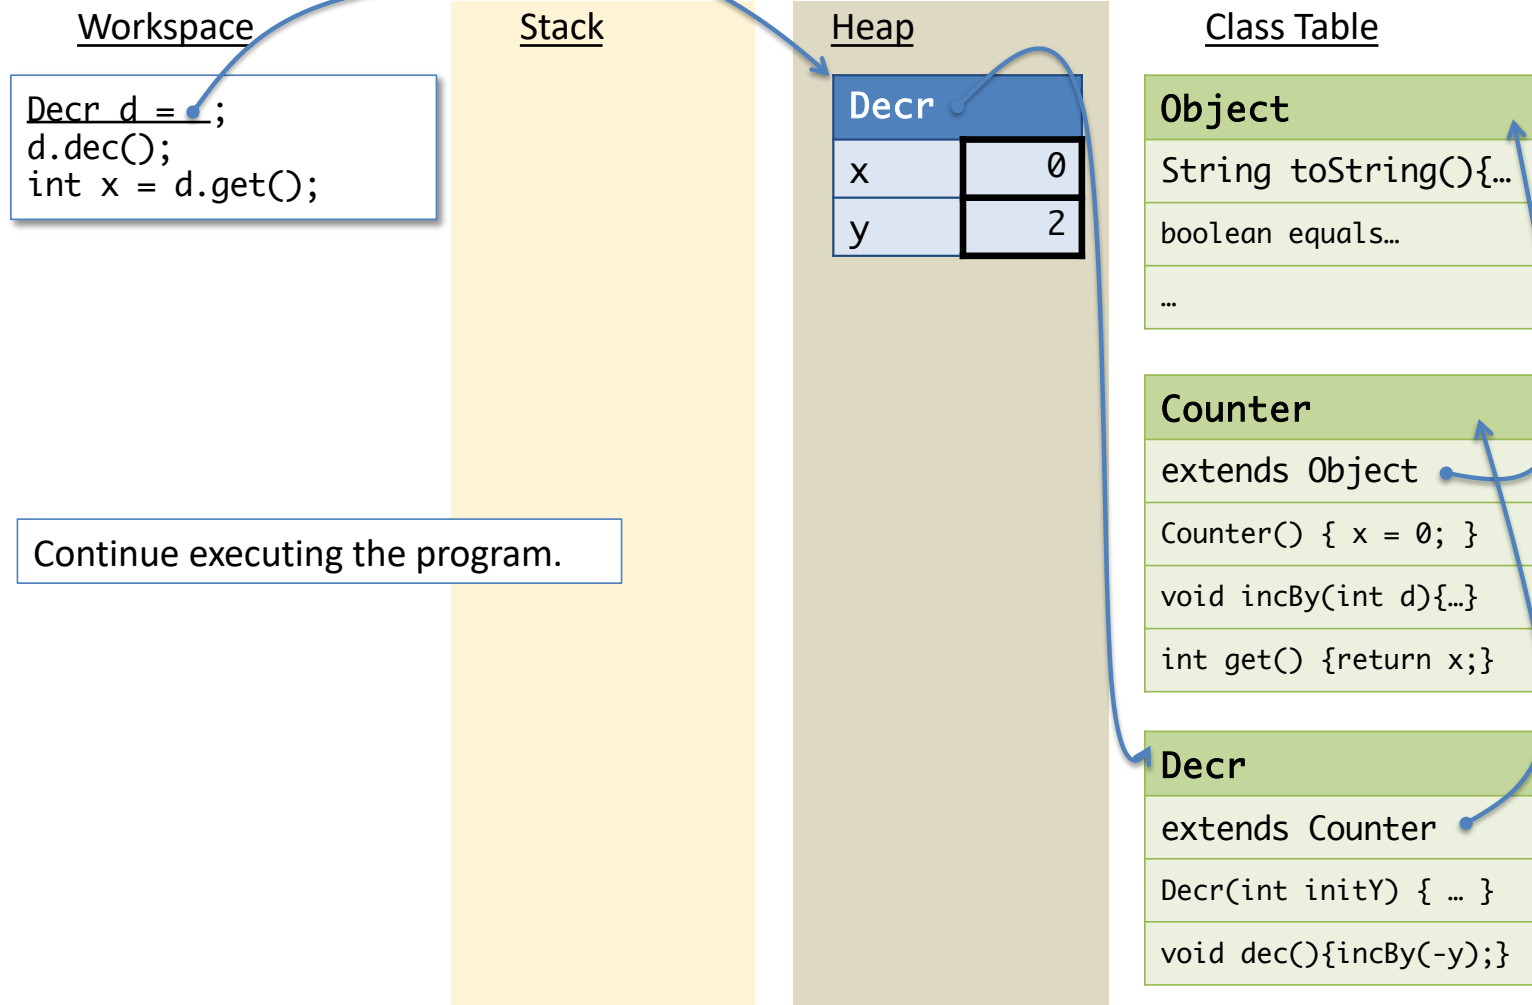 Workspace
Stack
Heap
Class Table
Decr d = ;
d.dec();
int x = d.get();
Decr
x 0
y 2
Object
String toString(){…
boolean equals…
…
Counter
extends Object
Counter() { x = 0; }
void incBy(int d){…}
int get() {return x;}
Continue executing the program.
Decr
extends Counter
Decr(int initY) { … }
void dec(){incBy(-y);}